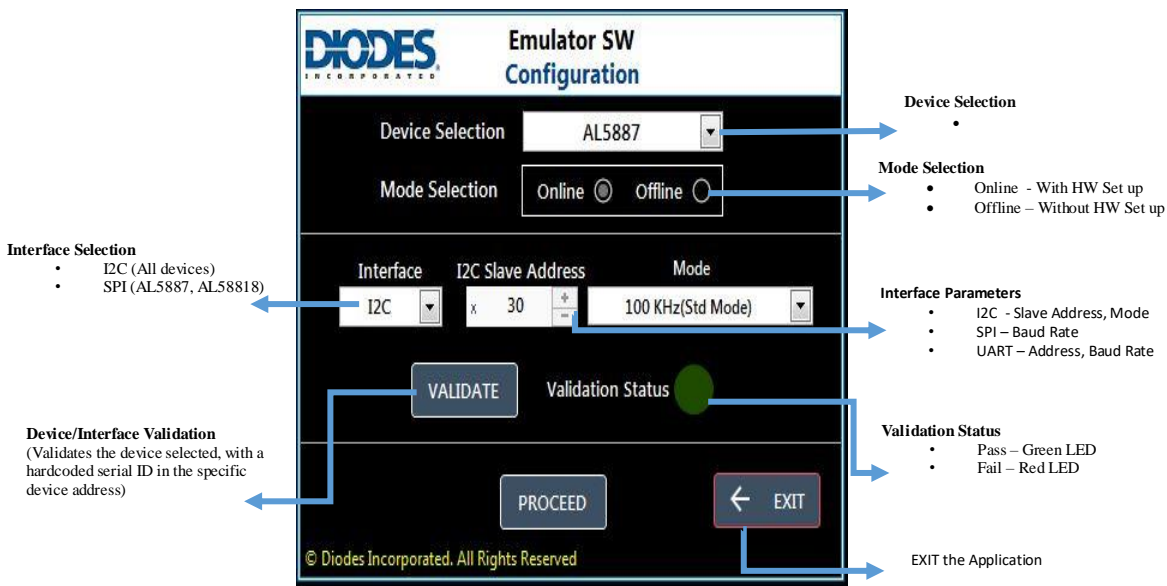 DIODES
INCORPORATED
Emulator SW
Configuration
Device Selection
AL5887
Mode Selection
Online
Offline
Interface
I2C Slave Address
Mode
I2C
x 30
100 KHz(Std Mode)
VALIDATE
Validation Status
PROCEED
← EXIT
© Diodes Incorporated. All Rights Reserved
Interface Selection
• I2C (All devices)
• SPI (AL5887, AL58818)
Device/Interface Validation
(Validates the device selected, with a
hardcoded serial ID in the specific
device address)
Device Selection
•
Mode Selection
• Online - With HW Set up
• Offline – Without HW Set up
Interface Parameters
• I2C - Slave Address, Mode
• SPI – Baud Rate
• UART – Address, Baud Rate
Validation Status
• Pass – Green LED
• Fail – Red LED
EXIT the Application